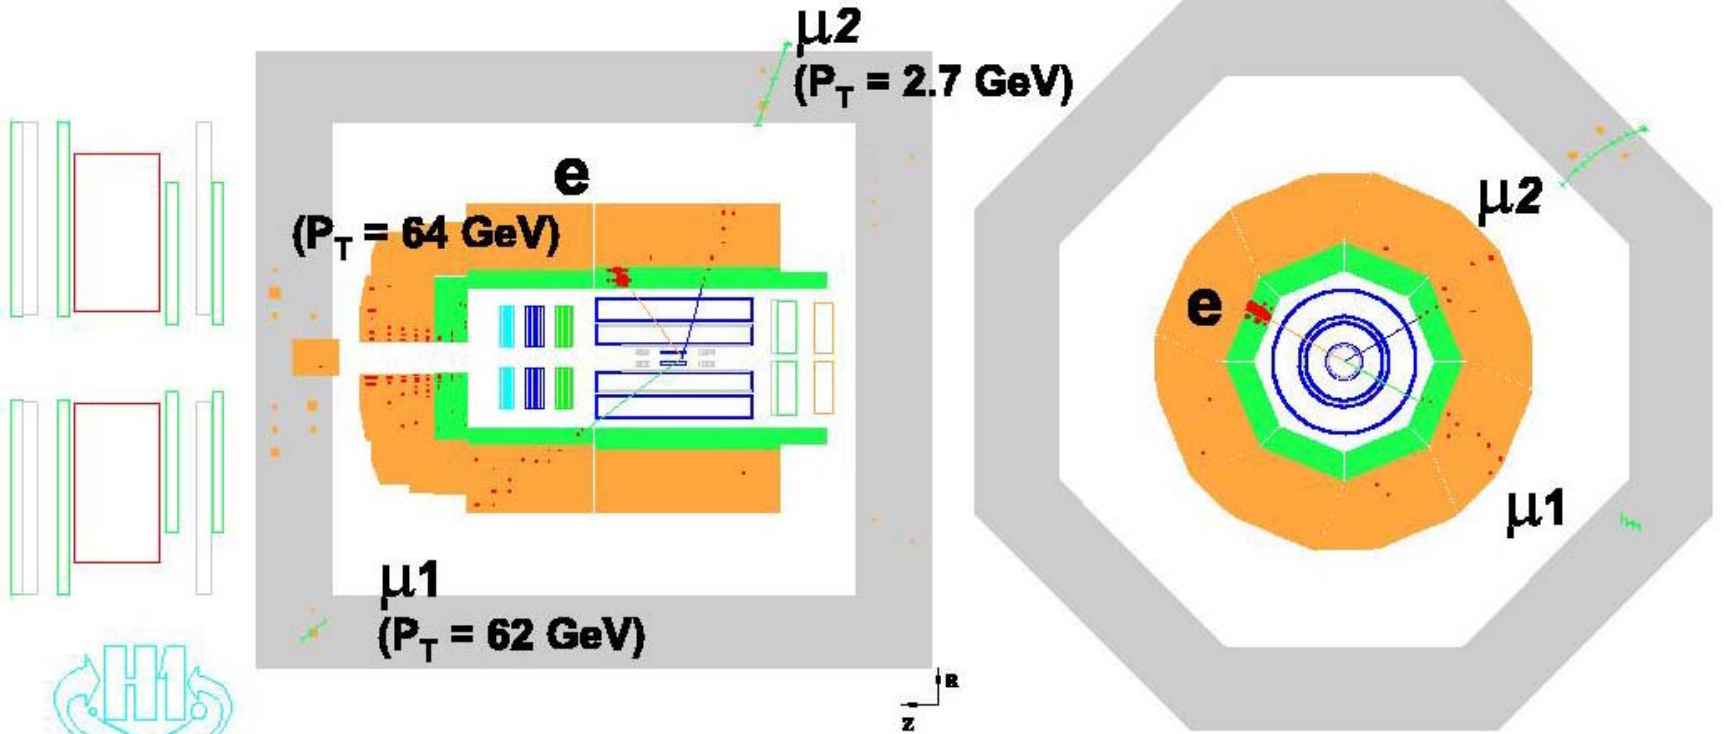 μ2
(P_T = 2.7 GeV)
e
(P_T = 64 GeV)
μ1
(P_T = 62 GeV)
H1
R
Z
μ2
e
μ1